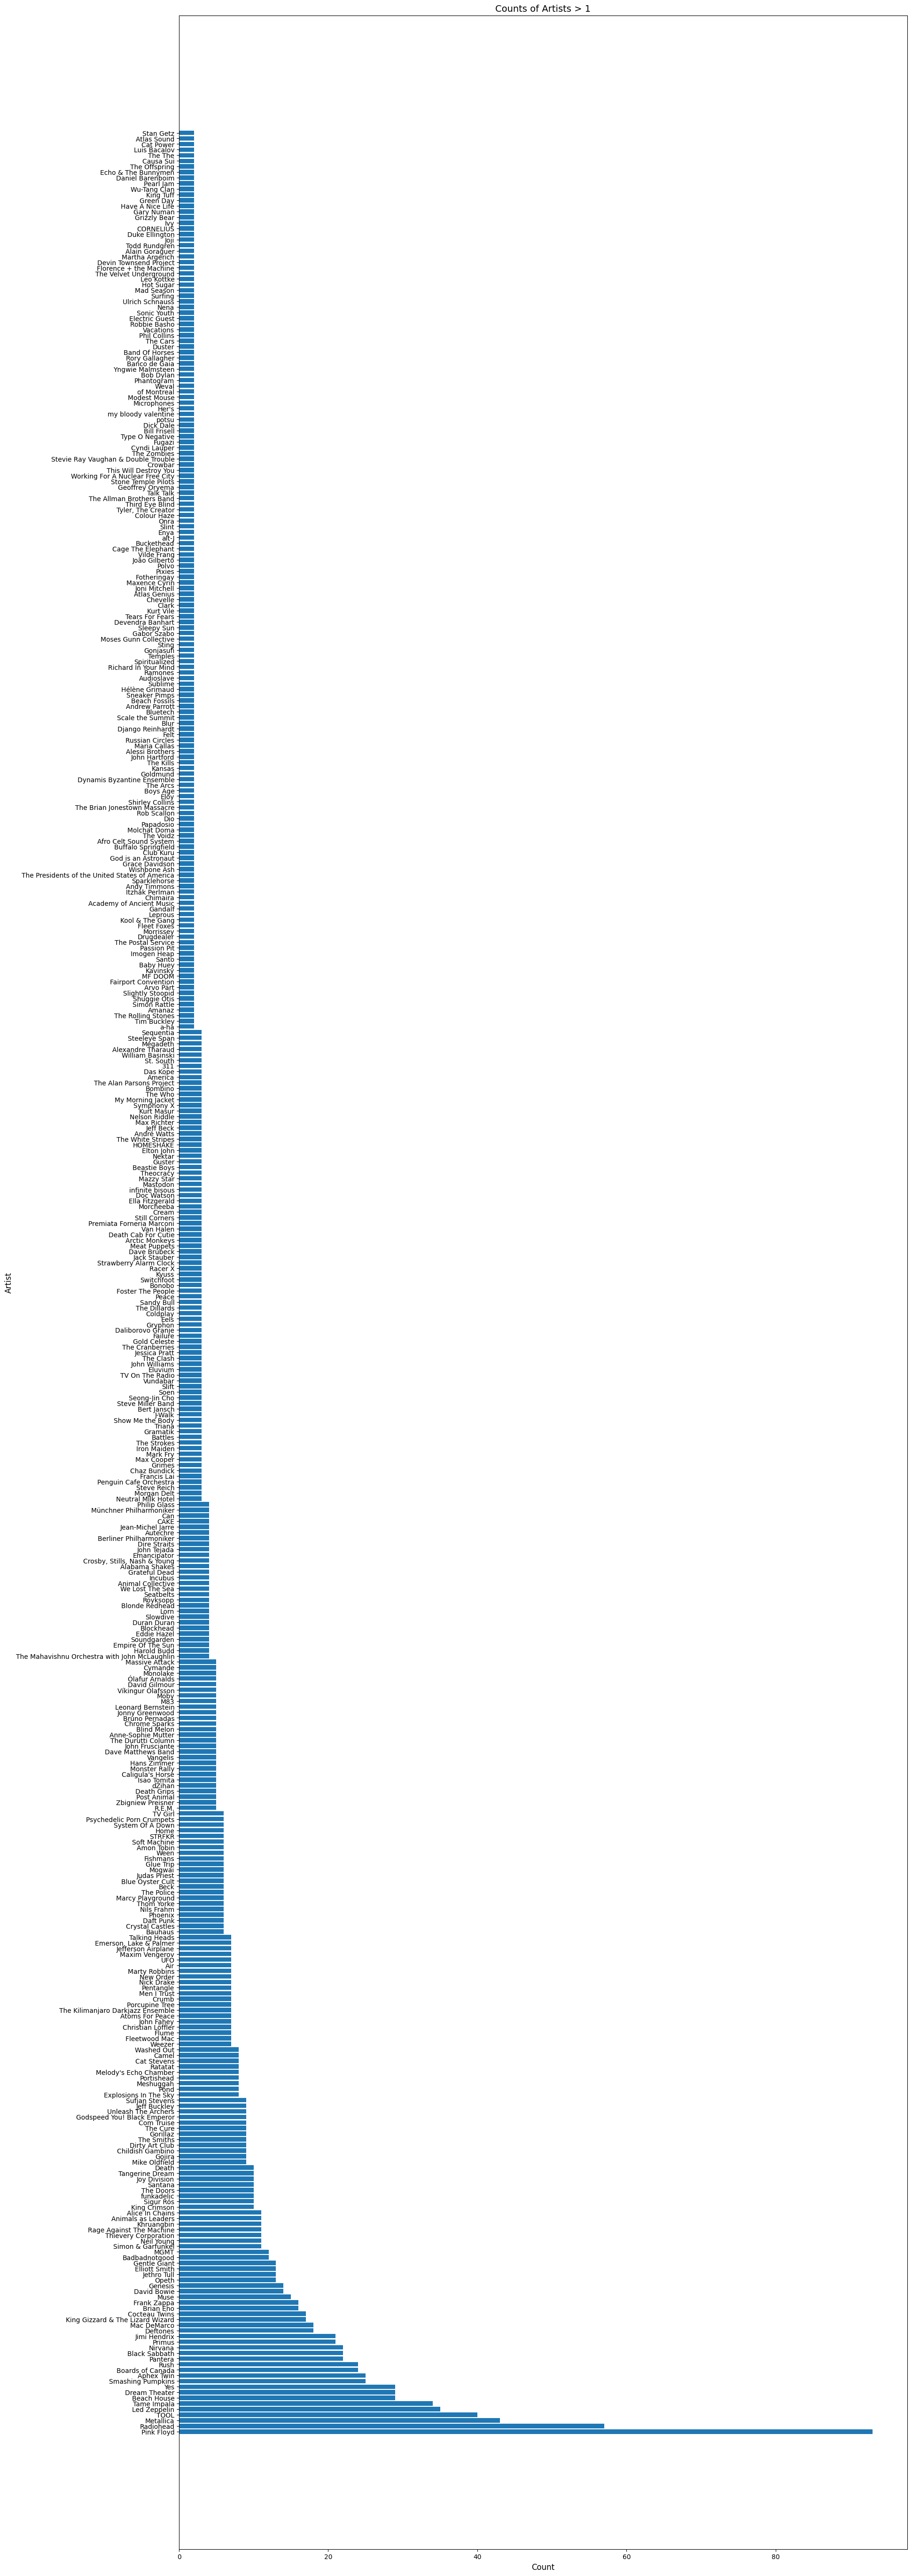 Counts of Artists > 1
Stan Getz
Atlas Sound
Cat Power
Luis Bacalov
The The
Causa Sui
The Offspring
Echo & The Bunnymen
Daniel Barenboim
Pearl Jam
Wu-Tang Clan
King Tuff
Green Day
Have A Nice Life
Gary Numan
Grizzly Bear
Ivy
CORNELIUS
Duke Ellington
Joji
Todd Rundgren
Alain Goraguer
Martha Argerich
Devin Townsend Project
Florence + the Machine
The Velvet Underground
Leo Kottke
Hot Sugar
Mad Season
Surfing
Ulrich Schnauss
Nena
Sonic Youth
Electric Guest
Robbie Basho
Vacations
Phil Collins
The Cars
Duster
Band Of Horses
Rory Gallagher
Banco de Gaia
Yngwie Malmsteen
Bob Dylan
Phantogram
Weval
of Montreal
Modest Mouse
Microphones
Her's
my bloody valentine
potsu
Dick Dale
Bill Frisell
Type O Negative
Fugazi
Cyndi Lauper
The Zombies
Stevie Ray Vaughan & Double Trouble
Crowbar
This Will Destroy You
Working For A Nuclear Free City
Stone Temple Pilots
Geoffrey Oryema
Talk Talk
The Allman Brothers Band
Third Eye Blind
Tyler, The Creator
Colour Haze
Onra
Slint
Enya
alt-J
Buckethead
Cage The Elephant
Vilde Frang
João Gilberto
Polvo
Pixies
Fotheringay
Maxence Cyrin
Joni Mitchell
Atlas Genius
Chevelle
Clark
Kurt Vile
Tears For Fears
Devendra Banhart
Sleepy Sun
Gabor Szabo
Moses Gunn Collective
Sting
Gonjasufi
Temples
Spiritualized
Richard In Your Mind
Ramones
Audioslave
Sublime
Hélène Grimaud
Sneaker Pimps
Beach Fossils
Andrew Parrott
Bluetech
Scale the Summit
Blur
Django Reinhardt
Felt
Russian Circles
Maria Callas
Alessi Brothers
John Hartford
The Kills
Kansas
Goldmund
Dynamis Byzantine Ensemble
The Arcs
Boys Age
Eloy
Shirley Collins
The Brian Jonestown Massacre
Rob Scallon
Dio
Papadosio
Molchat Doma
The Voidz
Afro Celt Sound System
Buffalo Springfield
Club Kuru
God is an Astronaut
Grace Davidson
Wishbone Ash
The Presidents of the United States of America
Sparklehorse
Andy Timmons
Itzhak Perlman
Chimaira
Academy of Ancient Music
Gandalf
Leprous
Kool & The Gang
Fleet Foxes
Morrissey
Drugdealer
The Postal Service
Passion Pit
Imogen Heap
Santo
Baby Huey
Kavinsky
MF DOOM
Fairport Convention
Arvo Pärt
Slightly Stoopid
Shuggie Otis
Simon Rattle
Amanaz
The Rolling Stones
Tim Buckley
a-ha
Sequentia
Steeleye Span
Megadeth
Alexandre Tharaud
William Basinski
St. South
311
Das Kope
America
The Alan Parsons Project
Bombino
The Who
My Morning Jacket
Symphony X
Kurt Masur
Nelson Riddle
Max Richter
Jeff Beck
André Watts
The White Stripes
HOMESHAKE
Elton John
Nektar
Guster
Beastie Boys
Theocracy
Mazzy Star
Mastodon
infinite bisous
Doc Watson
Ella Fitzgerald
Morcheeba
Cream
Still Corners
Premiata Forneria Marconi
Van Halen
Death Cab For Cutie
Arctic Monkeys
Meat Puppets
Dave Brubeck
Jack Stauber
Strawberry Alarm Clock
Racer X
Kyuss
Switchfoot
Bonobo
Foster The People
Peace
Sandy Bull
The Dillards
Coldplay
Eels
Gryphon
Daliborovo Granje
Failure
Gold Celeste
The Cranberries
Jessica Pratt
The Clash
John Williams
Eluvium
TV On The Radio
Vundabar
Slift
Soen
Seong-Jin Cho
Steve Miller Band
Bert Jansch
J-Walk
Show Me the Body
Triana
Gramatik
Battles
The Strokes
Iron Maiden
Mark Fry
Max Cooper
Grimes
Chaz Bundick
Francis Lai
Penguin Cafe Orchestra
Steve Reich
Morgan Delt
Neutral Milk Hotel
Philip Glass
Münchner Philharmoniker
Can
CAKE
Jean-Michel Jarre
Autechre
Berliner Philharmoniker
Dire Straits
John Tejada
Emancipator
Crosby, Stills, Nash & Young
Alabama Shakes
Grateful Dead
Incubus
Animal Collective
We Lost The Sea
Seatbelts
Röyksopp
Blonde Redhead
Lorn
Slowdive
Duran Duran
Blockhead
Eddie Hazel
Soundgarden
Empire Of The Sun
Harold Budd
The Mahavishnu Orchestra with John McLaughlin
Massive Attack
Cymande
Monolake
Ólafur Arnalds
David Gilmour
Víkingur Ólafsson
Moby
M83
Leonard Bernstein
Jonny Greenwood
Bruno Pernadas
Chrome Sparks
Blind Melon
Anne-Sophie Mutter
The Durutti Column
John Frusciante
Dave Matthews Band
Vangelis
Hans Zimmer
Monster Rally
Caligula's Horse
Isao Tomita
dZihan
Death Grips
Post Animal
Zbigniew Preisner
R.E.M.
TV Girl
Psychedelic Porn Crumpets
System Of A Down
Home
STRFKR
Soft Machine
Amon Tobin
Ween
Fishmans
Glue Trip
Mogwai
Judas Priest
Blue Öyster Cult
Beck
The Police
Marcy Playground
Thom Yorke
Nils Frahm
Phoenix
Daft Punk
Crystal Castles
Bauhaus
Talking Heads
Emerson, Lake & Palmer
Jefferson Airplane
Maxim Vengerov
UFO
Air
Marty Robbins
New Order
Nick Drake
Pentangle
Men I Trust
Crumb
Porcupine Tree
The Kilimanjaro Darkjazz Ensemble
Atoms For Peace
John Fahey
Christian Löffler
Flume
Fleetwood Mac
Weezer
Washed Out
Camel
Cat Stevens
Ratatat
Melody's Echo Chamber
Portishead
Meshuggah
Pond
Explosions In The Sky
Sufjan Stevens
Jeff Buckley
Unleash The Archers
Godspeed You! Black Emperor
Com Truise
The Cure
Gorillaz
The Smiths
Dirty Art Club
Childish Gambino
Gojira
Mike Oldfield
Death
Tangerine Dream
Joy Division
Santana
The Doors
funkadelic
Sigur Rós
King Crimson
Alice In Chains
Animals as Leaders
Khruangbin
Rage Against The Machine
Thievery Corporation
Neil Young
Simon & Garfunkel
MGMT
Badbadnotgood
Gentle Giant
Elliott Smith
Jethro Tull
Opeth
Genesis
David Bowie
Muse
Frank Zappa
Brian Eno
Cocteau Twins
King Gizzard & The Lizard Wizard
Mac DeMarco
Deftones
Jimi Hendrix
Primus
Nirvana
Black Sabbath
Pantera
Rush
Boards of Canada
Aphex Twin
Smashing Pumpkins
Yes
Dream Theater
Beach House
Tame Impala
Led Zeppelin
TOOL
Metallica
Radiohead
Pink Floyd
Artist
0 20 40 60 80
Count